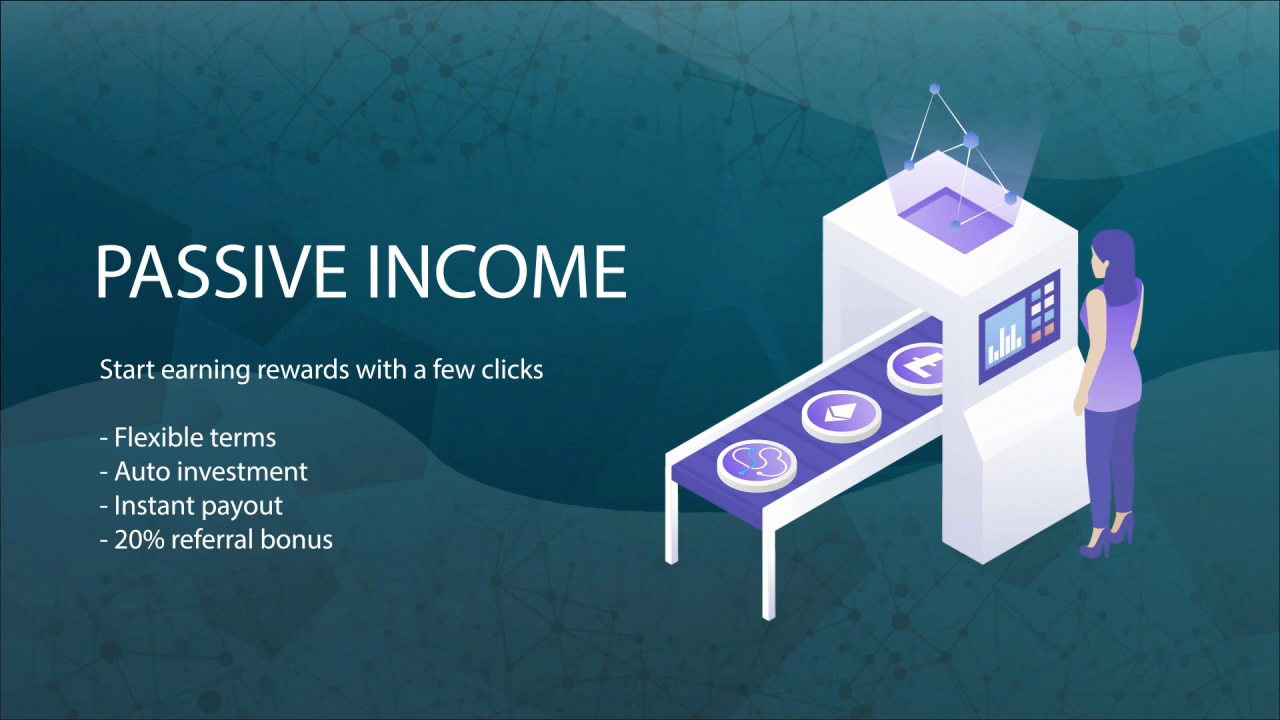 PASSIVE INCOME
Start earning rewards with a few clicks
- Flexible terms
- Auto investment
- Instant payout
- 20% referral bonus